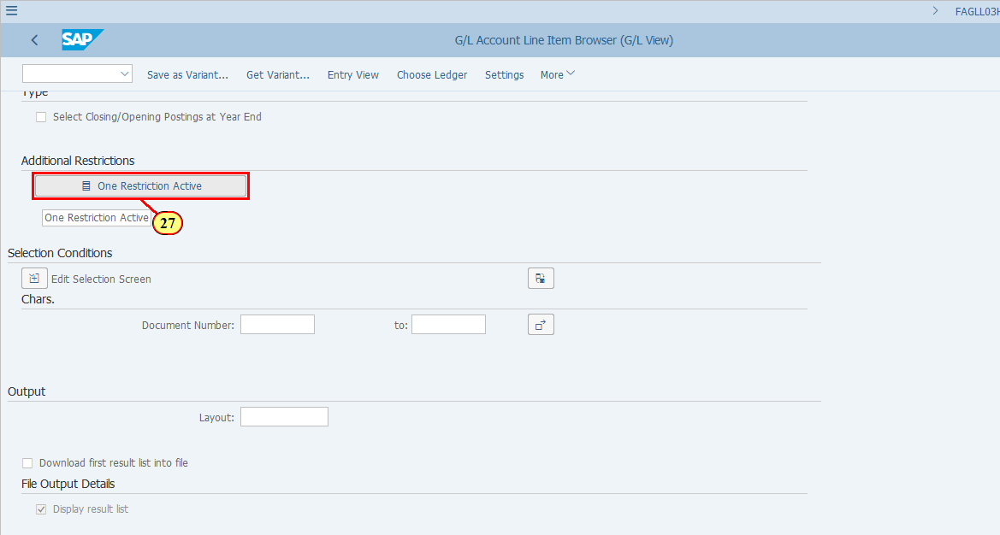 FAGLL03H
SAP G/L Account Line Item Browser (G/L View)
Save as Variant... Get Variant... Entry View Choose Ledger Settings More
Type
Select Closing/Opening Postings at Year End
Additional Restrictions
One Restriction Active
One Restriction Active
27
Selection Conditions
Edit Selection Screen
Chars.
Document Number: to:
Output
Layout:
Download first result list into file
File Output Details
Display result list